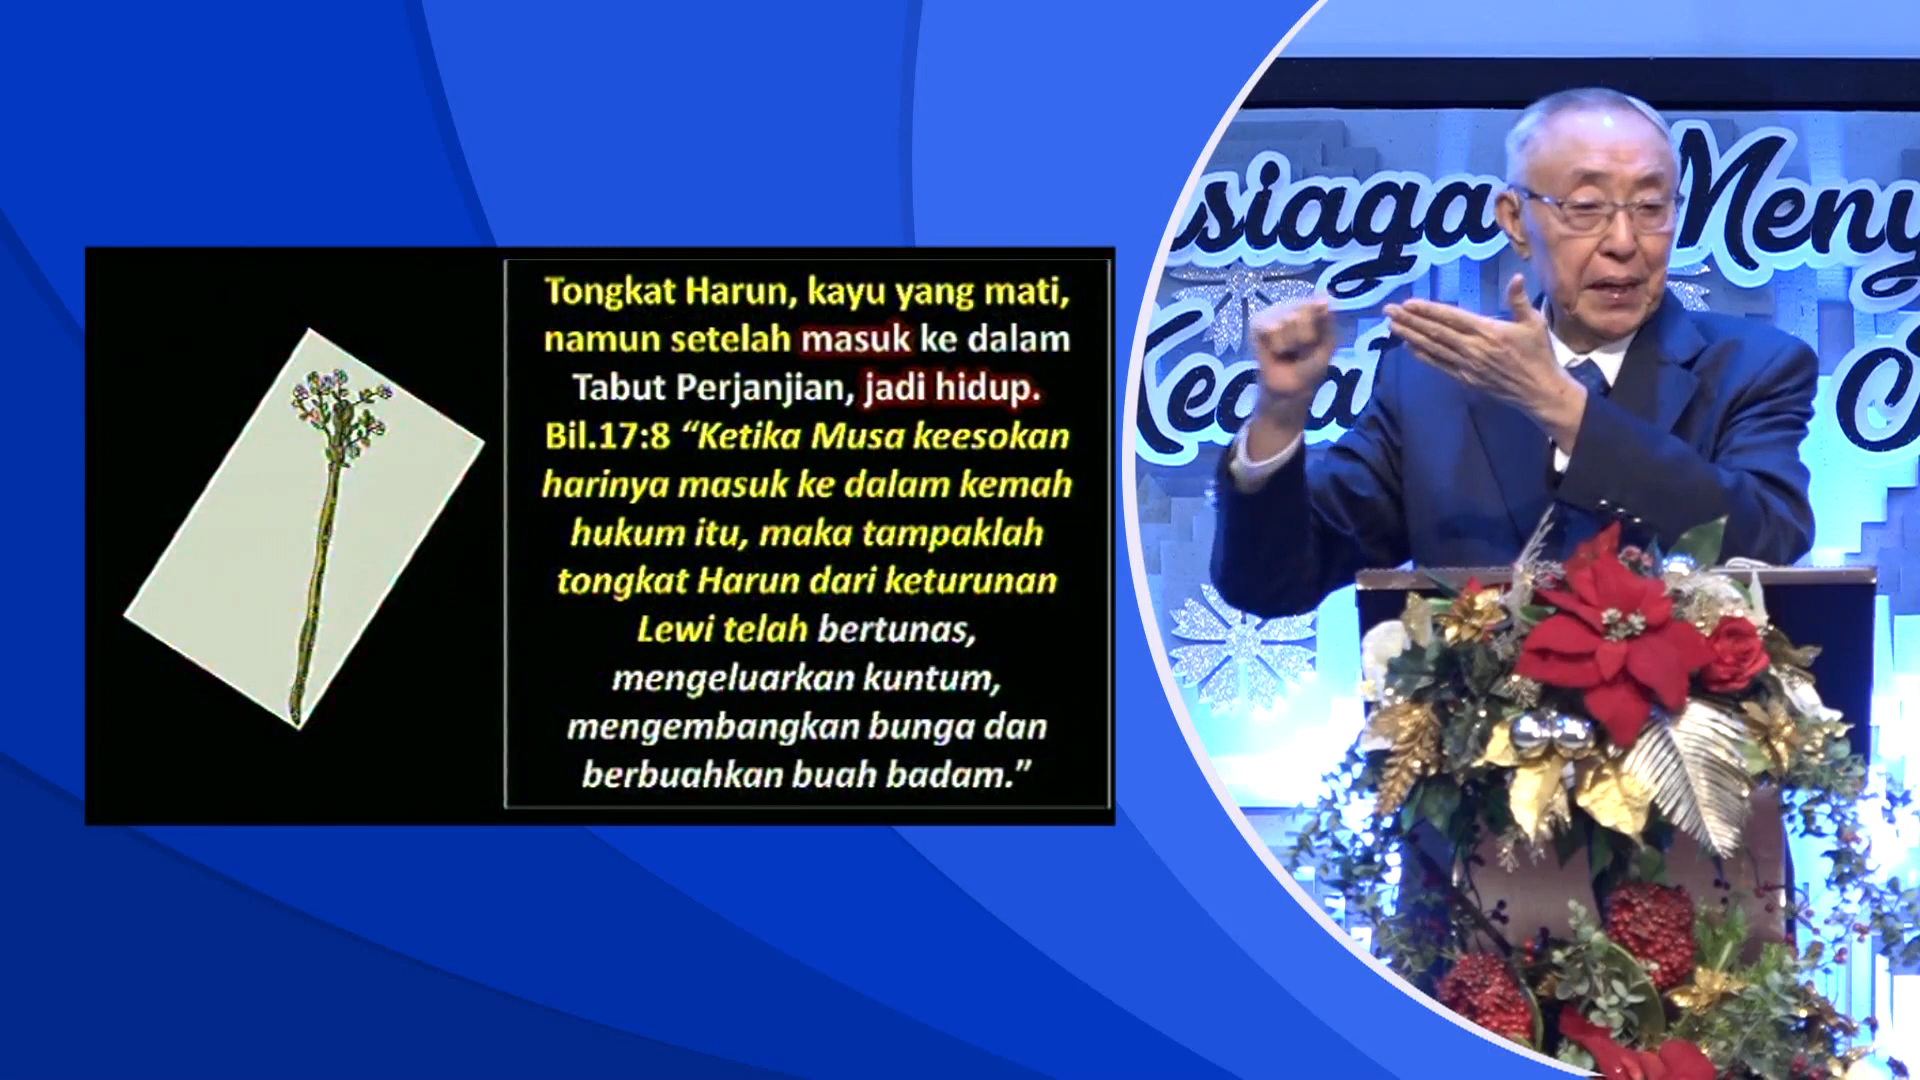 Tongkat Harun, kayu yang mati,
namun setelah masuk ke dalam
Tabut Perjanjian, jadi hidup.
Bil.17:8 “Ketika Musa keesokan
harinya masuk ke dalam kemah
hukum itu, maka tampaklah
tongkat Harun dari keturunan
Lewi telah bertunas,
mengeluarkan kuntum,
mengembangkan bunga dan
berbuahkan buah badam.”